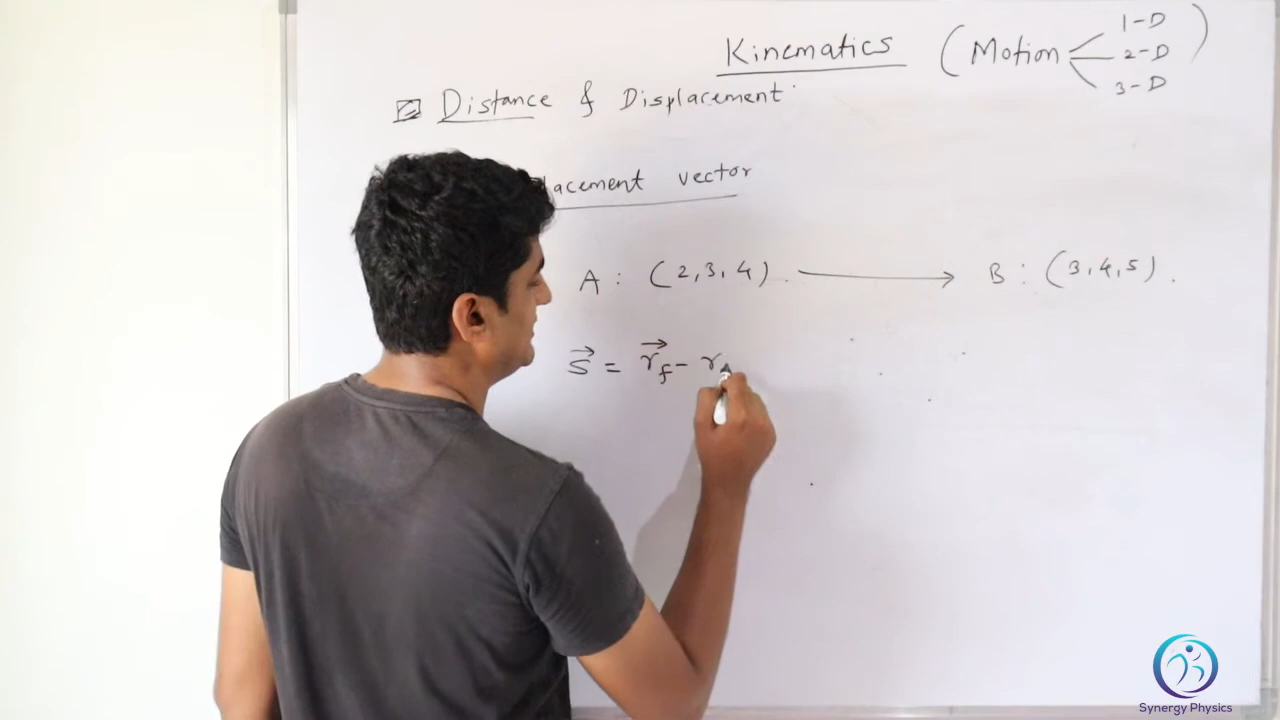 Kinematics (Motion 1-D 2-D 3-D)
Distance & Displacement
vector
A : (2,3,4). ⟶ B : (3,4,5).
s⃗ = r⃗f - r
Synergy Physics